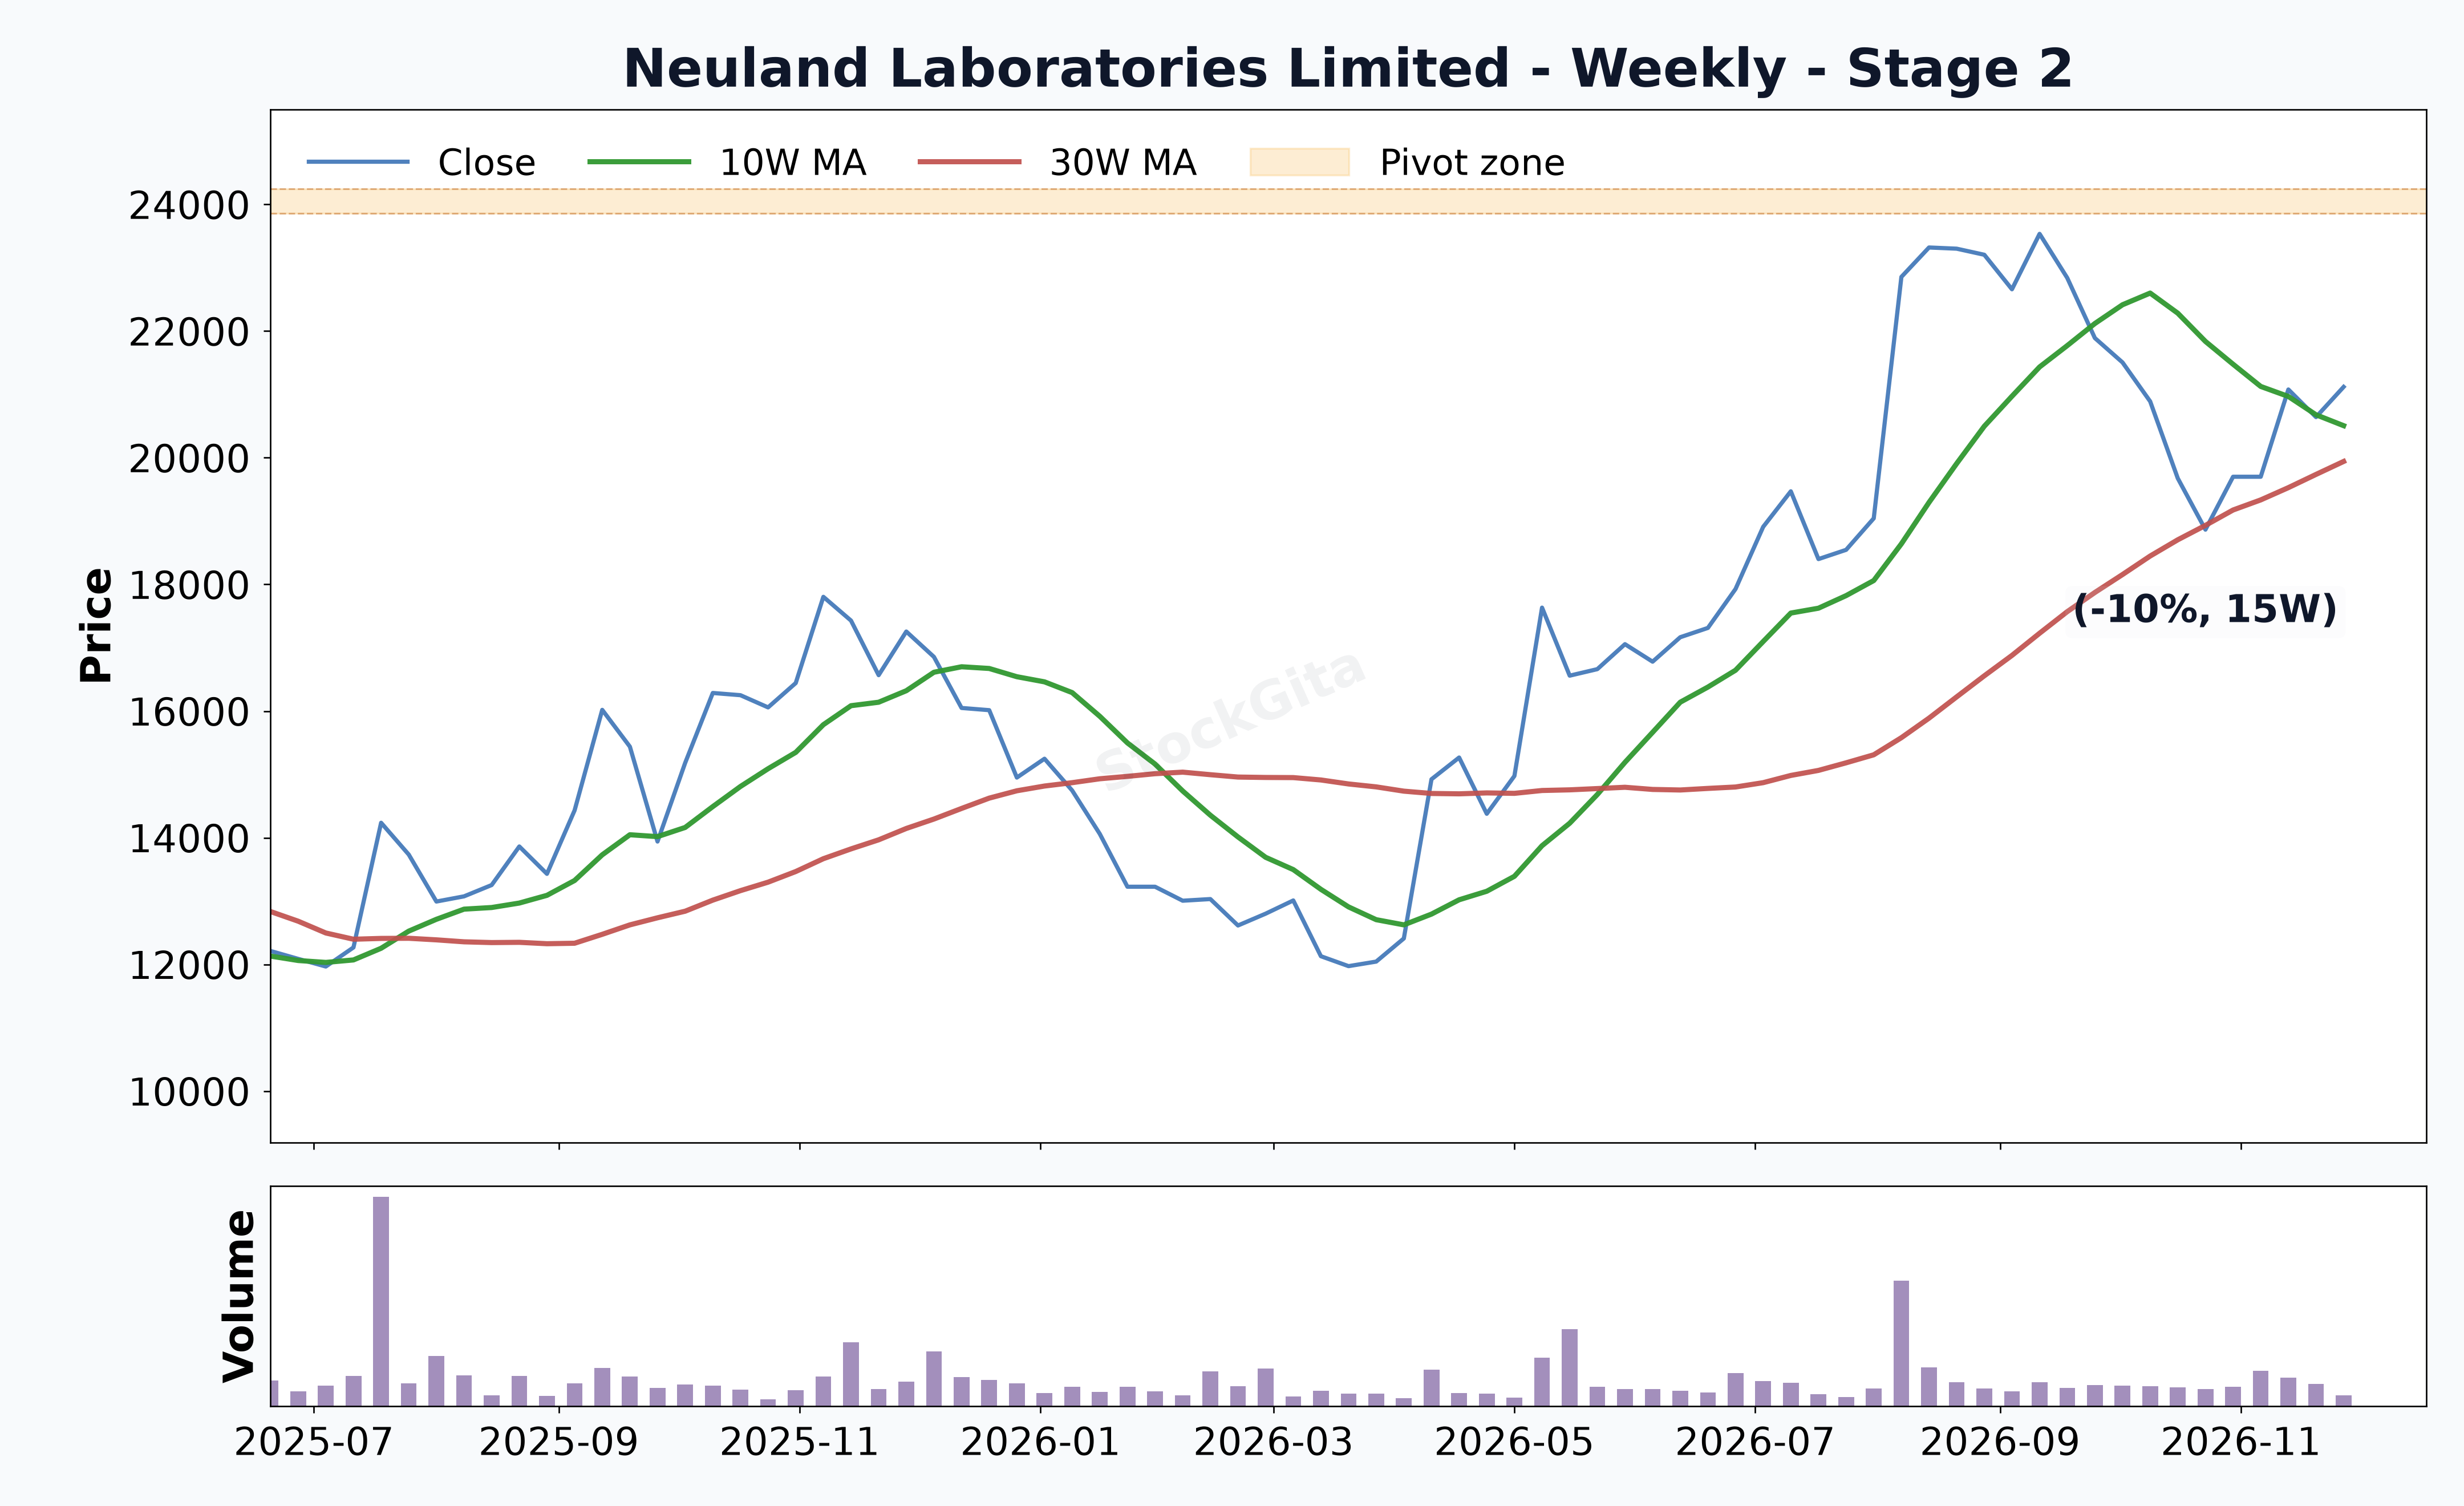 Neuland Laboratories Limited - Weekly - Stage 2
Close 10W MA 30W MA Pivot zone
24000
22000
20000
18000
16000
14000
12000
10000
Price
(-10%, 15W)
StockGita
Volume
2025-07 2025-09 2025-11 2026-01 2026-03 2026-05 2026-07 2026-09 2026-11